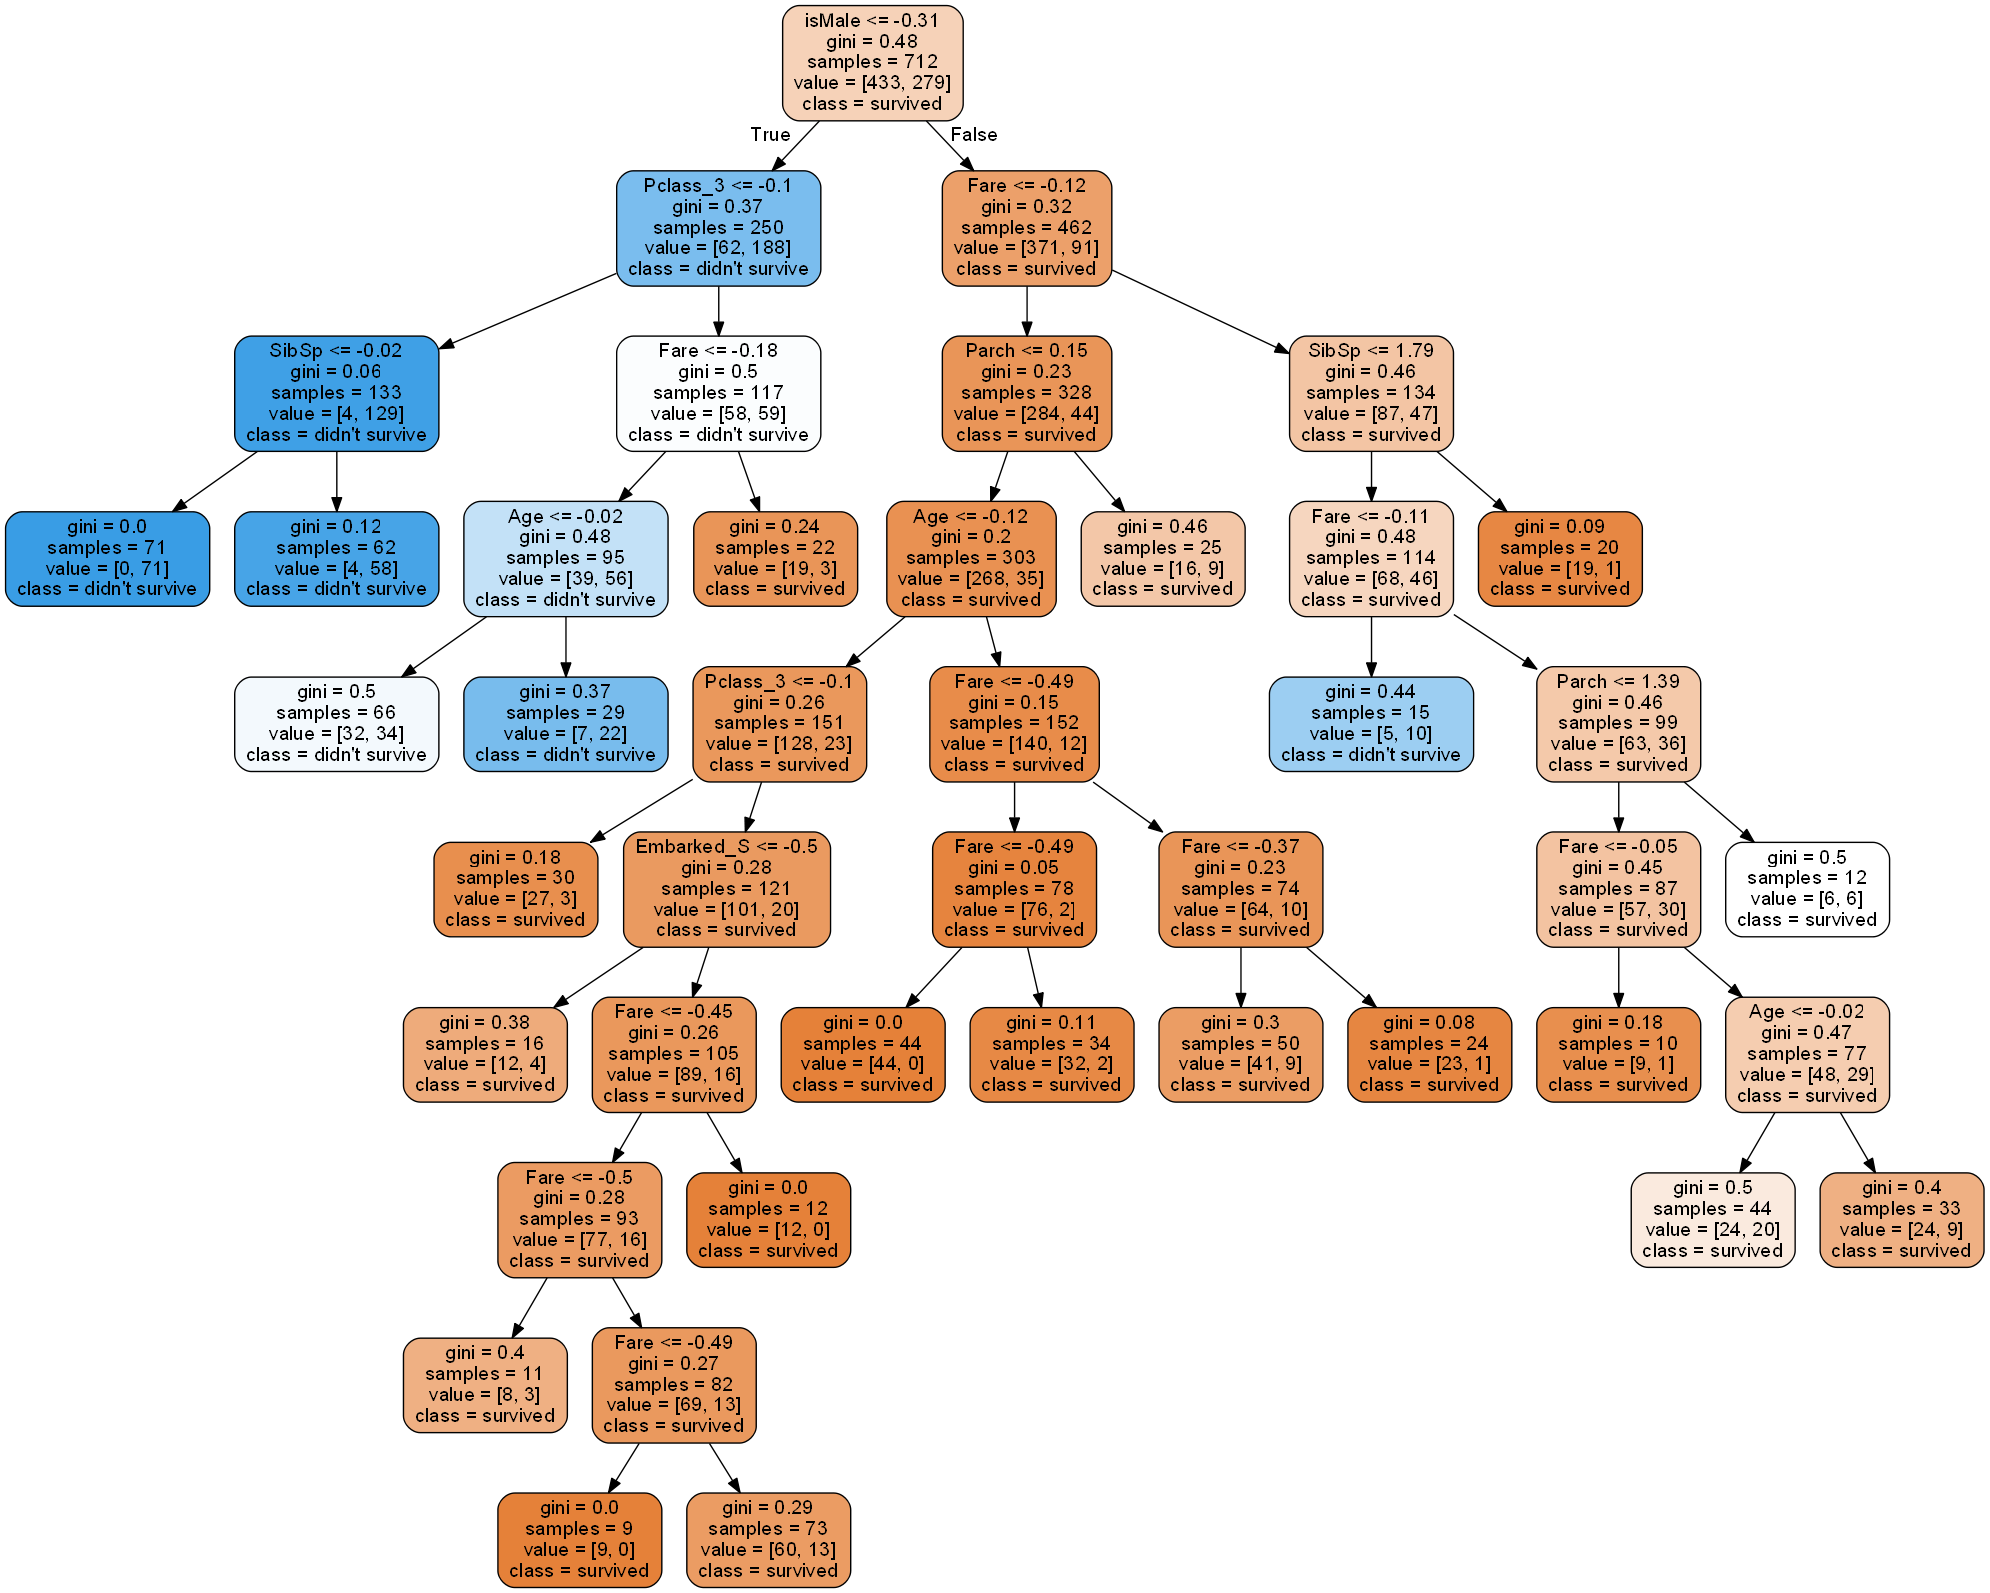 isMale <= -0.31
gini = 0.48
samples = 712
value = [433, 279]
class = survived
True
False
Pclass_3 <= -0.1
gini = 0.37
samples = 250
value = [62, 188]
class = didn't survive
Fare <= -0.12
gini = 0.32
samples = 462
value = [371, 91]
class = survived
SibSp <= -0.02
gini = 0.06
samples = 133
value = [4, 129]
class = didn't survive
Fare <= -0.18
gini = 0.5
samples = 117
value = [58, 59]
class = didn't survive
Parch <= 0.15
gini = 0.23
samples = 328
value = [284, 44]
class = survived
SibSp <= 1.79
gini = 0.46
samples = 134
value = [87, 47]
class = survived
gini = 0.0
samples = 71
value = [0, 71]
class = didn't survive
gini = 0.12
samples = 62
value = [4, 58]
class = didn't survive
Age <= -0.02
gini = 0.48
samples = 95
value = [39, 56]
class = didn't survive
gini = 0.24
samples = 22
value = [19, 3]
class = survived
Age <= -0.12
gini = 0.2
samples = 303
value = [268, 35]
class = survived
gini = 0.46
samples = 25
value = [16, 9]
class = survived
Fare <= -0.11
gini = 0.48
samples = 114
value = [68, 46]
class = survived
gini = 0.09
samples = 20
value = [19, 1]
class = survived
gini = 0.5
samples = 66
value = [32, 34]
class = didn't survive
gini = 0.37
samples = 29
value = [7, 22]
class = didn't survive
Pclass_3 <= -0.1
gini = 0.26
samples = 151
value = [128, 23]
class = survived
Fare <= -0.49
gini = 0.15
samples = 152
value = [140, 12]
class = survived
gini = 0.44
samples = 15
value = [5, 10]
class = didn't survive
Parch <= 1.39
gini = 0.46
samples = 99
value = [63, 36]
class = survived
gini = 0.18
samples = 30
value = [27, 3]
class = survived
Embarked_S <= -0.5
gini = 0.28
samples = 121
value = [101, 20]
class = survived
Fare <= -0.49
gini = 0.05
samples = 78
value = [76, 2]
class = survived
Fare <= -0.37
gini = 0.23
samples = 74
value = [64, 10]
class = survived
Fare <= -0.05
gini = 0.45
samples = 87
value = [57, 30]
class = survived
gini = 0.5
samples = 12
value = [6, 6]
class = survived
gini = 0.38
samples = 16
value = [12, 4]
class = survived
Fare <= -0.45
gini = 0.26
samples = 105
value = [89, 16]
class = survived
gini = 0.0
samples = 44
value = [44, 0]
class = survived
gini = 0.11
samples = 34
value = [32, 2]
class = survived
gini = 0.3
samples = 50
value = [41, 9]
class = survived
gini = 0.08
samples = 24
value = [23, 1]
class = survived
gini = 0.18
samples = 10
value = [9, 1]
class = survived
Age <= -0.02
gini = 0.47
samples = 77
value = [48, 29]
class = survived
Fare <= -0.5
gini = 0.28
samples = 93
value = [77, 16]
class = survived
gini = 0.0
samples = 12
value = [12, 0]
class = survived
gini = 0.5
samples = 44
value = [24, 20]
class = survived
gini = 0.4
samples = 33
value = [24, 9]
class = survived
gini = 0.4
samples = 11
value = [8, 3]
class = survived
Fare <= -0.49
gini = 0.27
samples = 82
value = [69, 13]
class = survived
gini = 0.0
samples = 9
value = [9, 0]
class = survived
gini = 0.29
samples = 73
value = [60, 13]
class = survived